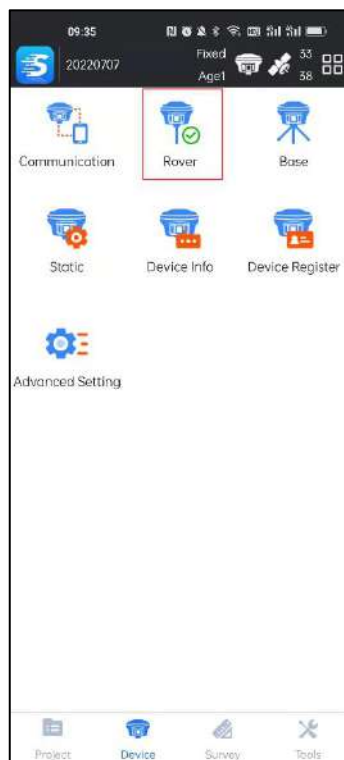 09:35
20220707
Fixed
Age1
33
38
Communication
Rover
Base
Static
Device Info
Device Register
Advanced Setting
Project
Device
Survey
Tools